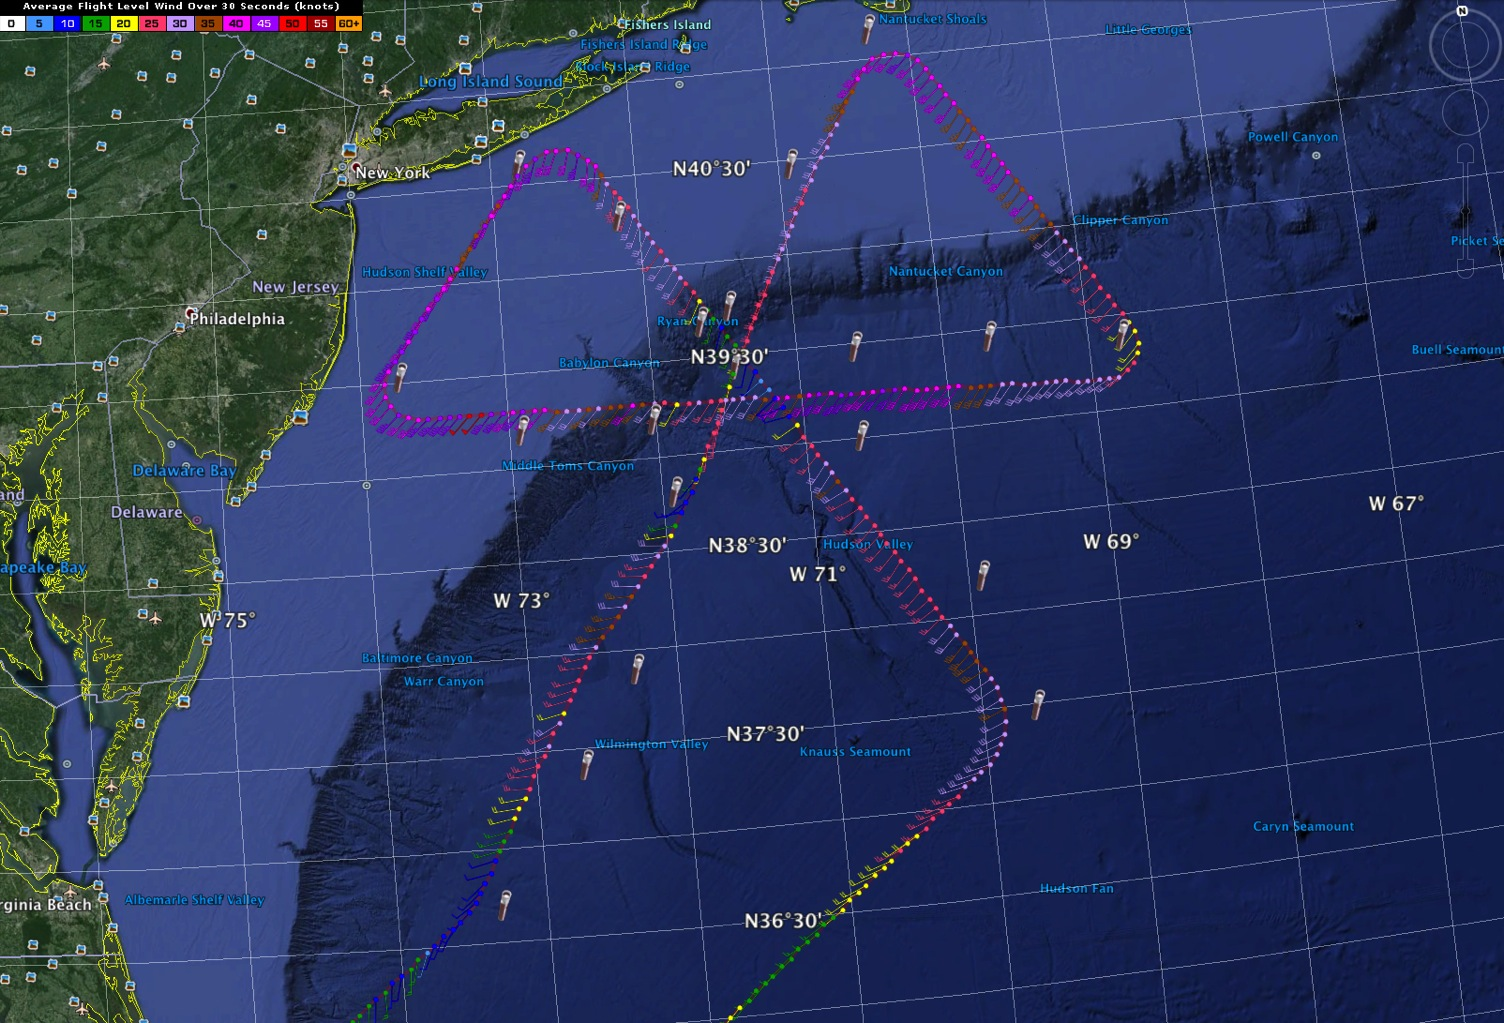 Average Flight Level Wind Over 30 Seconds (knots)
0 5 10 15 20 25 30 35 40 45 50 55 60+
N
Fishers Island
Nantucket Shoals
Little Georges
Fishers Island Ridge
Block Island Ridge
Long Island Sound
Powell Canyon
N40°30'
New York
Clipper Canyon
Picket Se
Hudson Shelf Valley
Nantucket Canyon
New Jersey
Philadelphia
Ryan Canyon
Buell Seamount
N39°30'
Babylon Canyon
Delaware Bay
Middle Toms Canyon
and
W 67°
Delaware
W 69°
N38°30'
Hudson Valley
apeake Bay
W 71°
W 73°
W 75°
Baltimore Canyon
Warr Canyon
N37°30'
Wilmington Valley
Knauss Seamount
Caryn Seamount
Hudson Fan
rginia Beach
Albemarle Shelf Valley
N36°30'